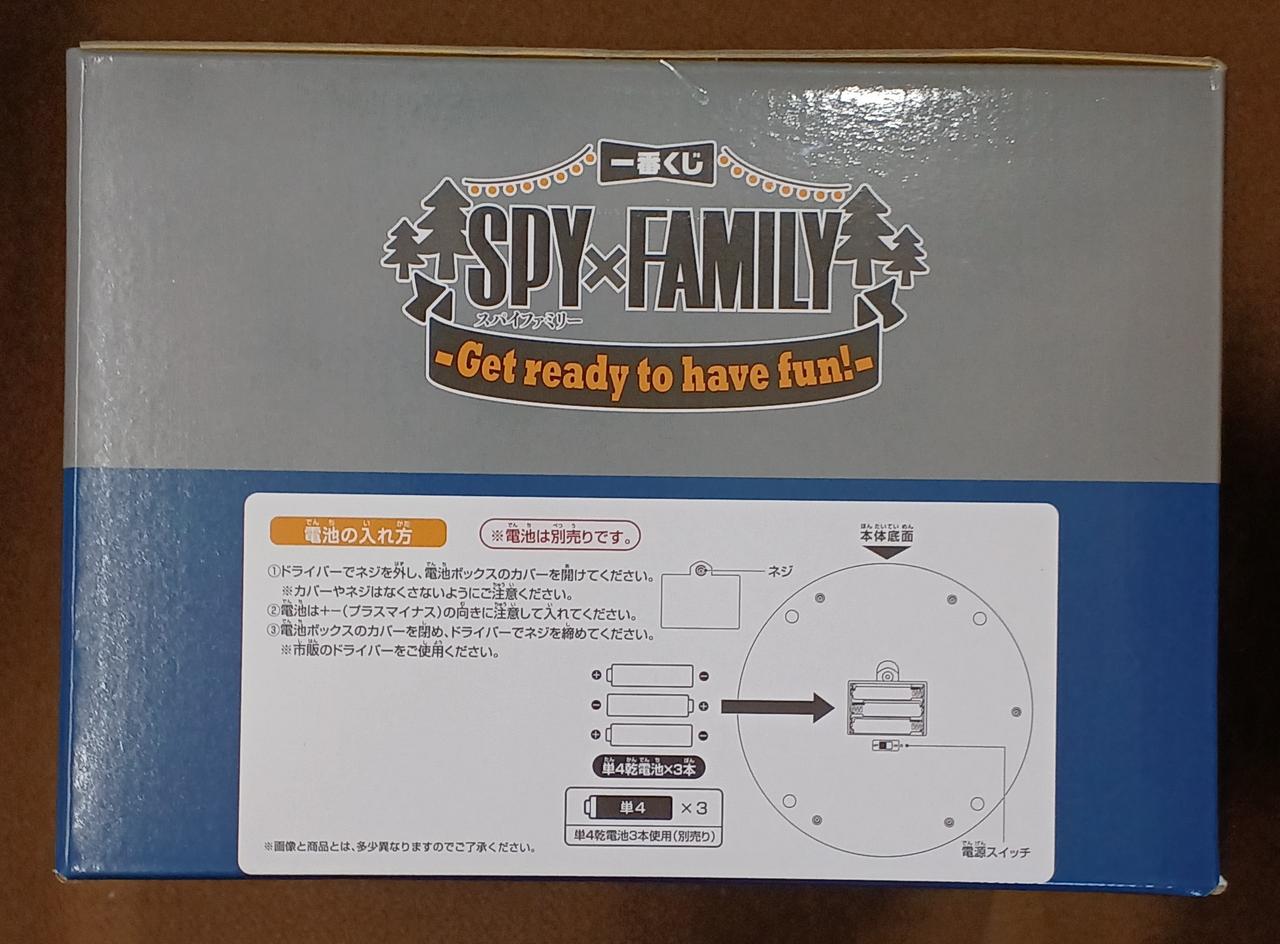 一番くじ
SPY×FAMILY
スパイファミリー
-Get ready to have fun!-
電池の入れ方
※電池は別売りです。
①ドライバーでネジを外し、電池ボックスのカバーを開けてください。
※カバーやネジはなくさないようにご注意ください。
②電池は+−(プラスマイナス)の向きに注意して入れてください。
③電池ボックスのカバーを閉め、ドライバーでネジを締めてください。
※市販のドライバーをご使用ください。
ネジ
本体底面
+ −
− +
+ −
単4乾電池×3本
単4 ×3
単4乾電池3本使用(別売り)
電源スイッチ
※画像と商品とは、多少異なりますのでご了承ください。